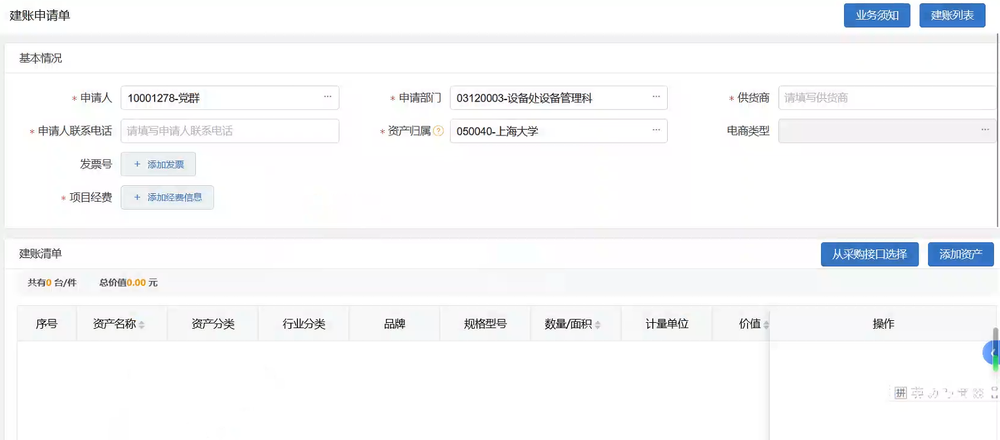 建账申请单 业务须知 建账列表
基本情况
* 申请人 10001278-党群 ... * 申请部门 03120003-设备处设备管理科 ... * 供货商 请填写供货商
* 申请人联系电话 请填写申请人联系电话 * 资产归属 ? 050040-上海大学 ... 电商类型 ...
发票号 + 添加发票
* 项目经费 + 添加经费信息
建账清单 从采购接口选择 添加资产
共有0 台/件 总价值0.00 元
序号 资产名称 资产分类 行业分类 品牌 规格型号 数量/面积 计量单位 价值 操作
拼 英